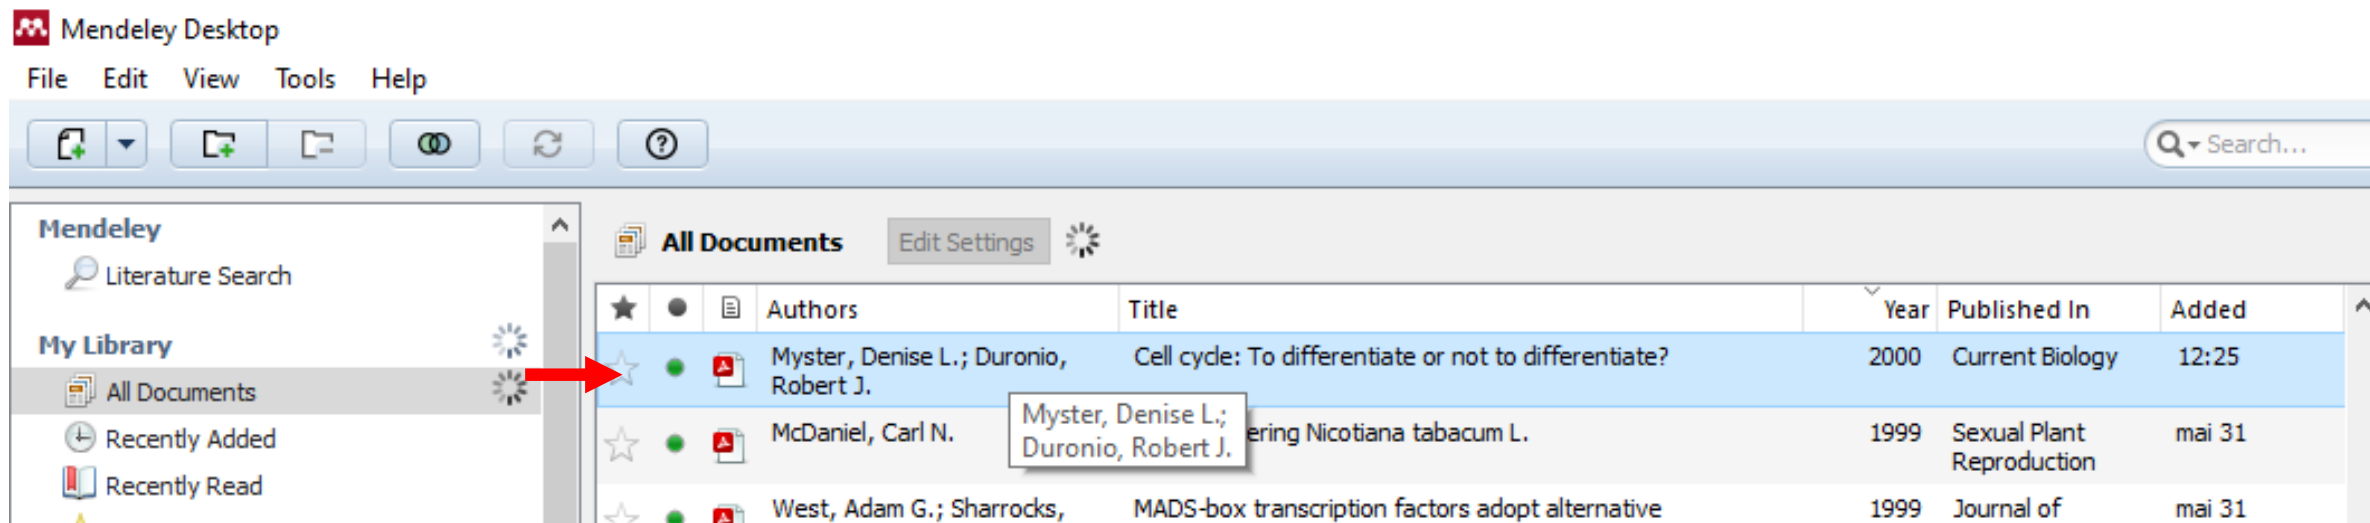 Mendeley Desktop
File Edit View Tools Help
Search...
Mendeley
Literature Search
My Library
All Documents
Recently Added
Recently Read
All Documents Edit Settings
Authors Title Year Published In Added
Myster, Denise L.; Duronio, Robert J. Cell cycle: To differentiate or not to differentiate? 2000 Current Biology 12:25
Myster, Denise L.;
Duronio, Robert J.
McDaniel, Carl N. ering Nicotiana tabacum L. 1999 Sexual Plant Reproduction mai 31
West, Adam G.; Sharrocks, MADS-box transcription factors adopt alternative 1999 Journal of mai 31